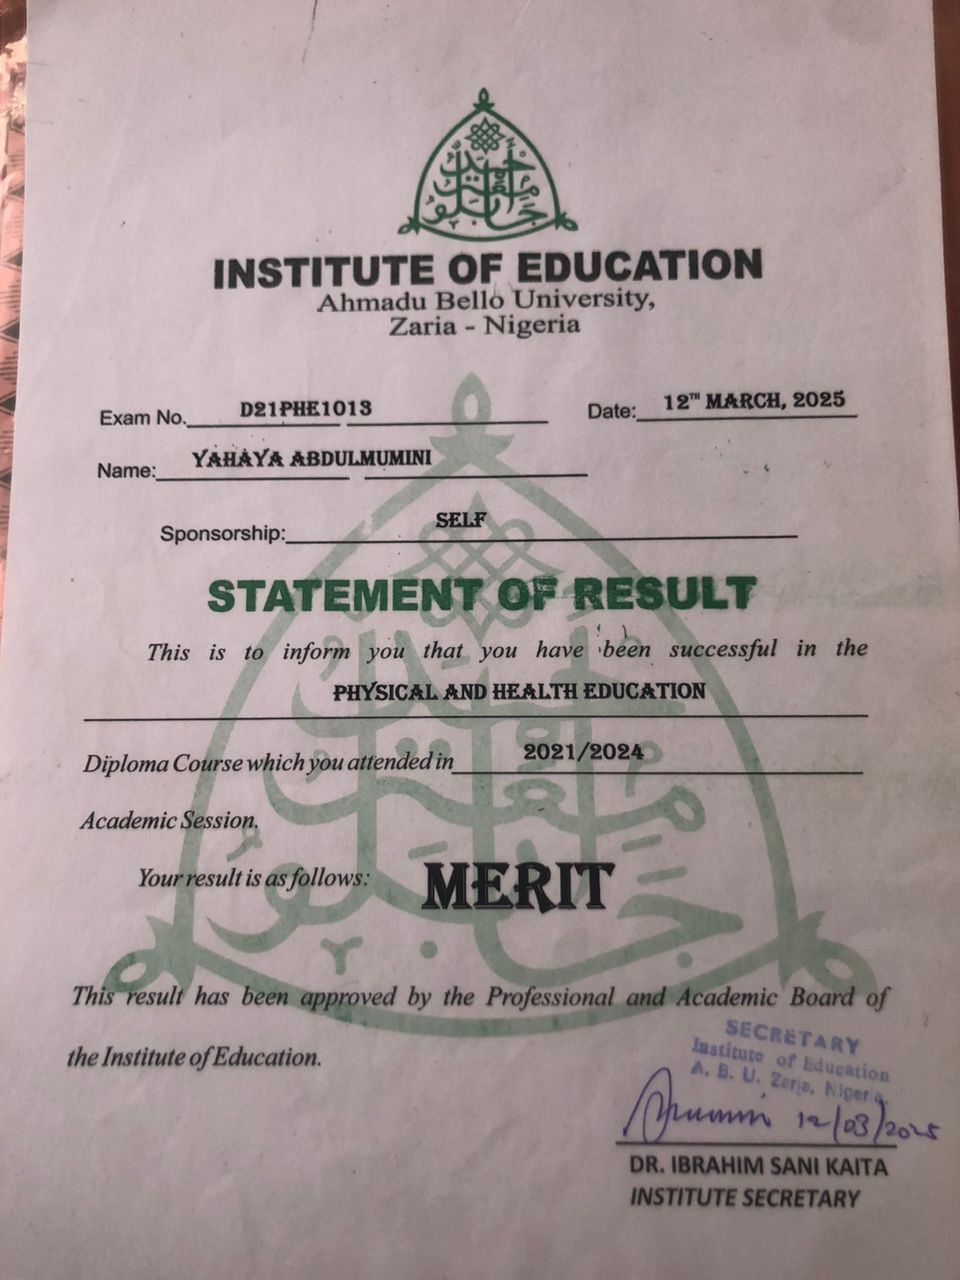 INSTITUTE OF EDUCATION
Ahmadu Bello University,
Zaria - Nigeria
Exam No. D21PHE1013 Date: 12TH MARCH, 2025
Name: YAHAYA ABDULMUMINI
Sponsorship: SELF
STATEMENT OF RESULT
This is to inform you that you have been successful in the
PHYSICAL AND HEALTH EDUCATION
Diploma Course which you attended in 2021/2024
Academic Session.
Your result is as follows: MERIT
This result has been approved by the Professional and Academic Board of
the Institute of Education.
SECRETARY
Institute of Education
A. B. U. Zaria, Nigeria.
12/03/2025
DR. IBRAHIM SANI KAITA
INSTITUTE SECRETARY